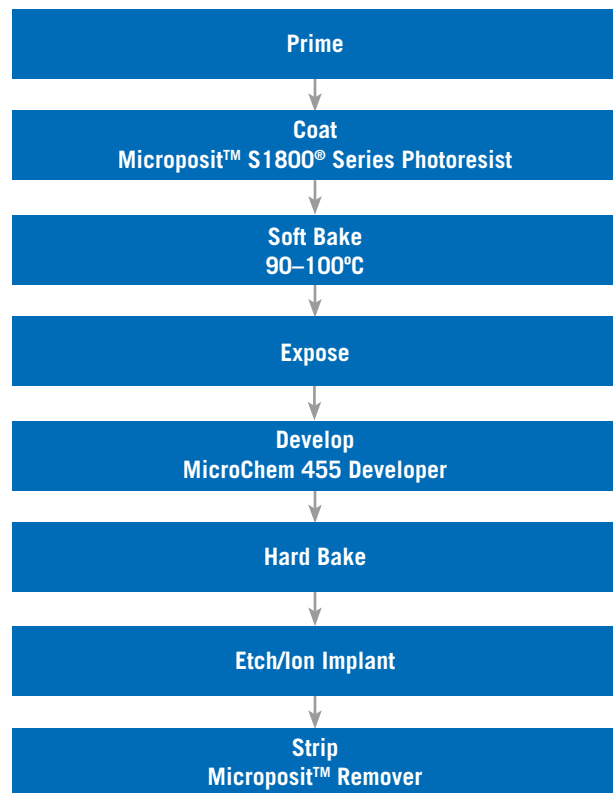 Prime
Coat
Microposit™ S1800® Series Photoresist
Soft Bake
90–100ºC
Expose
Develop
MicroChem 455 Developer
Hard Bake
Etch/Ion Implant
Strip
Microposit™ Remover